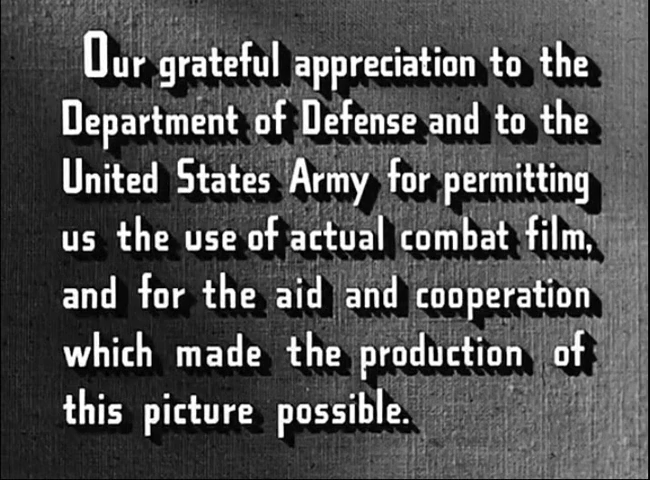 Our grateful appreciation to the
Department of Defense and to the
United States Army for permitting
us the use of actual combat film,
and for the aid and cooperation
which made the production of
this picture possible.